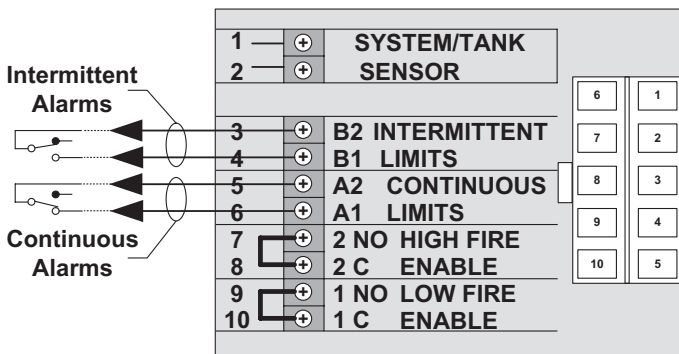 1 SYSTEM/TANK
2 SENSOR
Intermittent
Alarms
3 B2 INTERMITTENT
4 B1 LIMITS
5 A2 CONTINUOUS
6 A1 LIMITS
Continuous
Alarms
7 2 NO HIGH FIRE
8 2 C ENABLE
9 1 NO LOW FIRE
10 1 C ENABLE
6 1
7 2
8 3
9 4
10 5